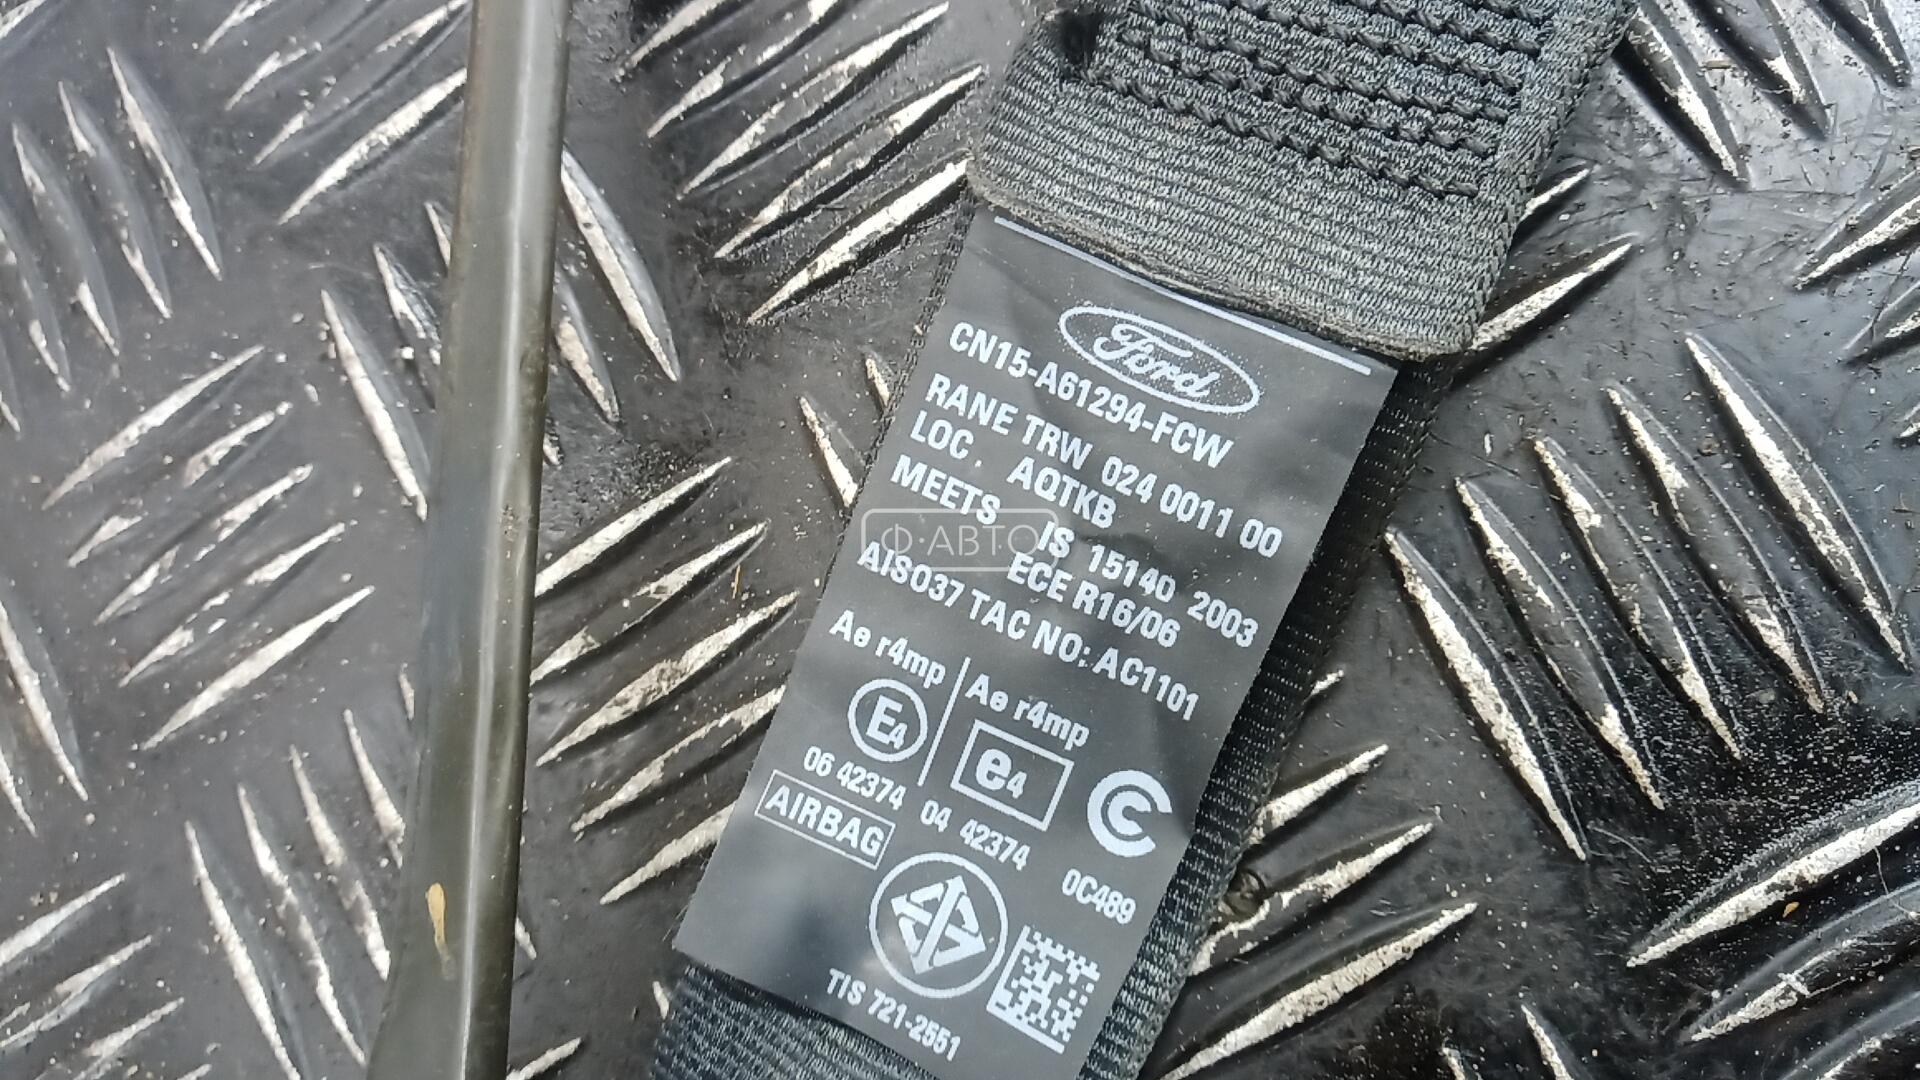 Ford
CN15-A61294-FCW
RANE TRW 024 0011 00
LOC. AQTKB
MEETS IS 15140 2003
ECE R16/06
AIS037 TAC NO: AC1101
Ae r4mp
Ae r4mp
E4
e4
06 42374
04 42374
0C489
AIRBAG
TIS 721-2551
Ф·АВТО